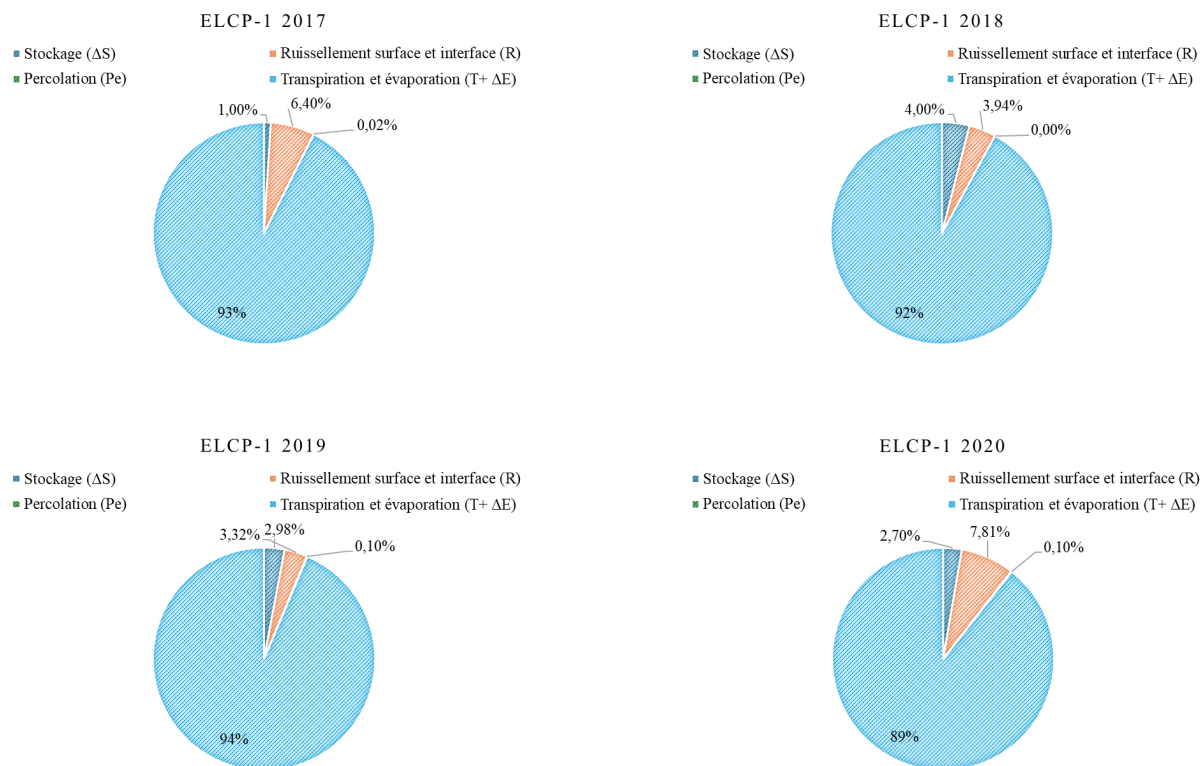 ELCP-1 2017
Stockage (ΔS)
Ruissellement surface et interface (R)
Percolation (Pe)
Transpiration et évaporation (T+ ΔE)
1,00%
6,40%
0,02%
93%
ELCP-1 2018
Stockage (ΔS)
Ruissellement surface et interface (R)
Percolation (Pe)
Transpiration et évaporation (T+ ΔE)
4,00%
3,94%
0,00%
92%
ELCP-1 2019
Stockage (ΔS)
Ruissellement surface et interface (R)
Percolation (Pe)
Transpiration et évaporation (T+ ΔE)
3,32%
2,98%
0,10%
94%
ELCP-1 2020
Stockage (ΔS)
Ruissellement surface et interface (R)
Percolation (Pe)
Transpiration et évaporation (T+ ΔE)
2,70%
7,81%
0,10%
89%